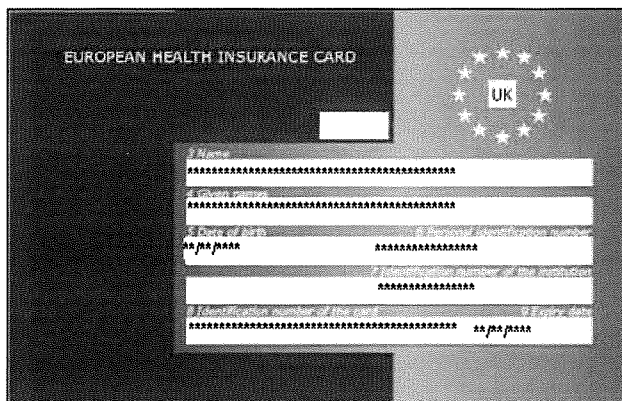 EUROPEAN HEALTH INSURANCE CARD
UK
3 Name
********************************************
4 Given names
********************************************
5 Date of birth 6 Personal identification number
**/**/**** *****************
7 Identification number of the institution
****************
8 Identification number of the card 9 Expiry date
******************************************** **/**/****